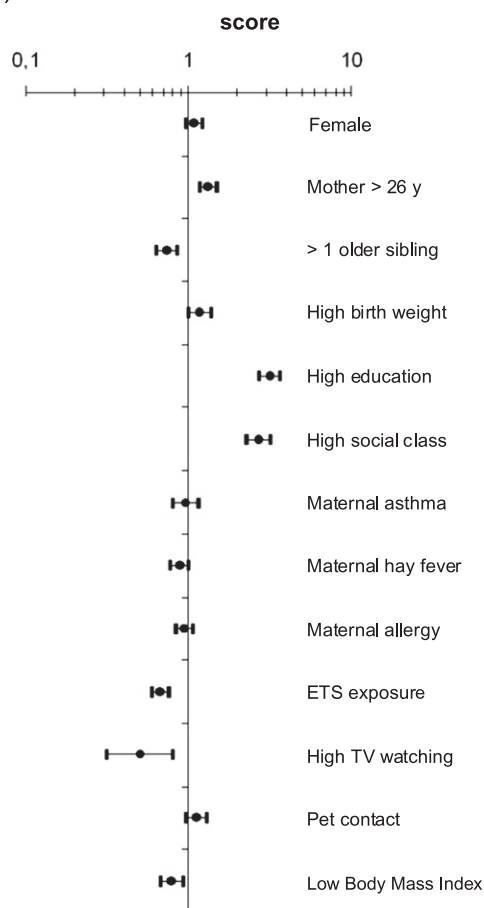 )
score
0,1 1 10
Female
Mother > 26 y
> 1 older sibling
High birth weight
High education
High social class
Maternal asthma
Maternal hay fever
Maternal allergy
ETS exposure
High TV watching
Pet contact
Low Body Mass Index